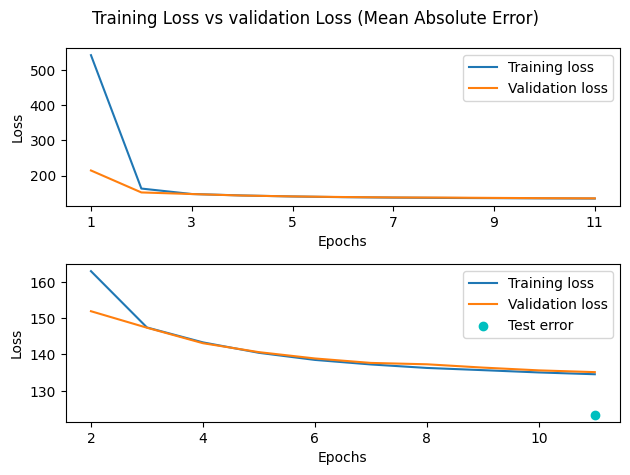 Training Loss vs validation Loss (Mean Absolute Error)
500
400
300
200
Loss
Training loss
Validation loss
1 3 5 7 9 11
Epochs
160
150
140
130
Loss
Training loss
Validation loss
Test error
2 4 6 8 10
Epochs